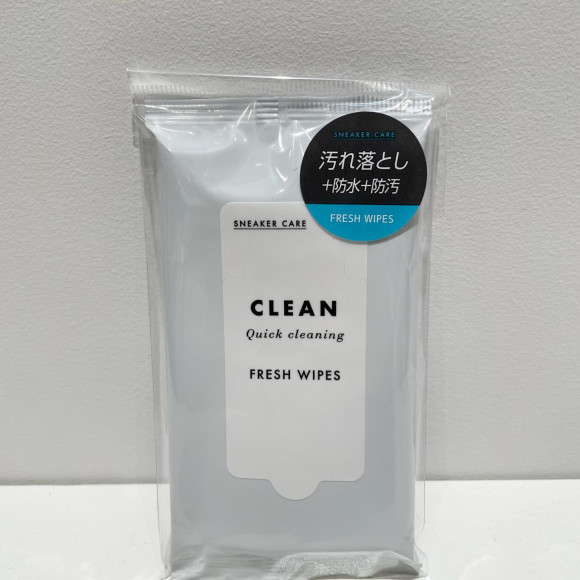 SNEAKER CARE
汚れ落とし
+防水+防汚
FRESH WIPES
SNEAKER CARE
CLEAN
Quick cleaning
FRESH WIPES